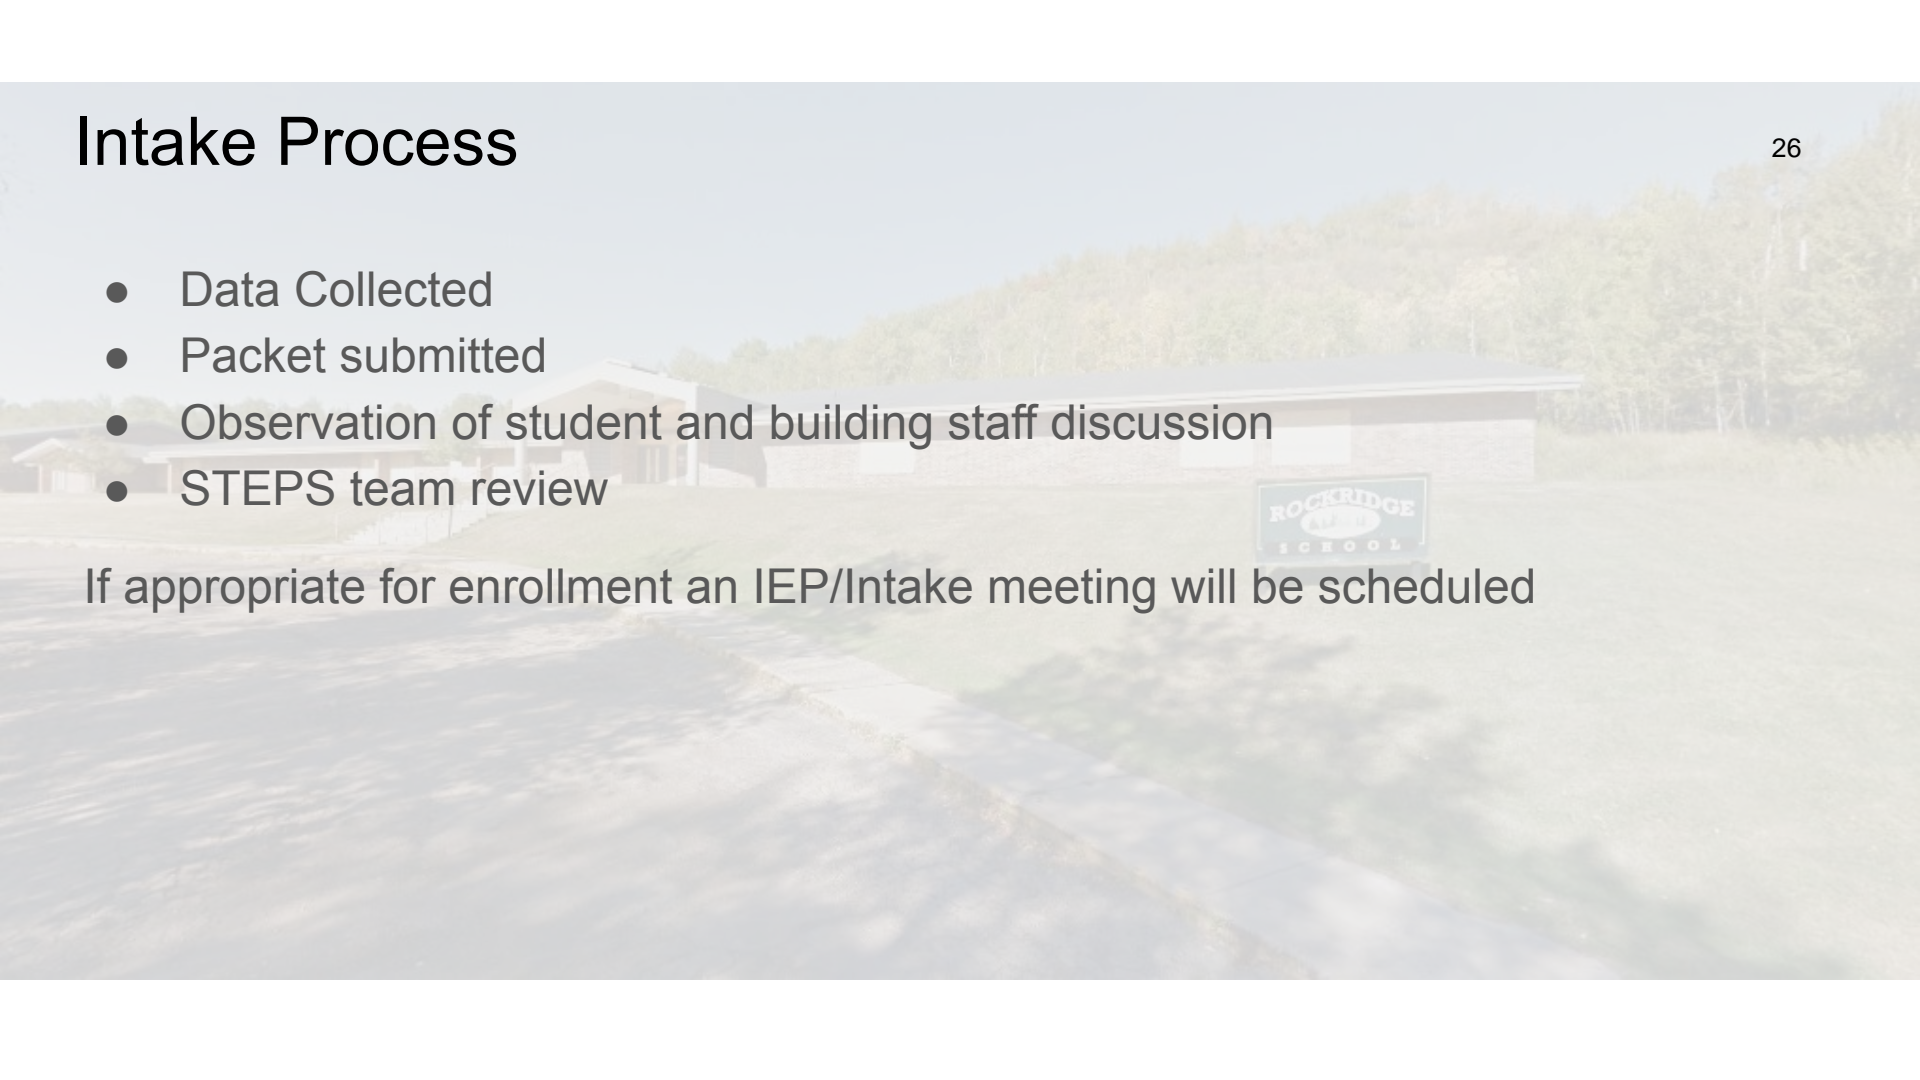 Intake Process
26
● Data Collected
● Packet submitted
● Observation of student and building staff discussion
● STEPS team review
ROCKRIDGE
SCHOOL
If appropriate for enrollment an IEP/Intake meeting will be scheduled